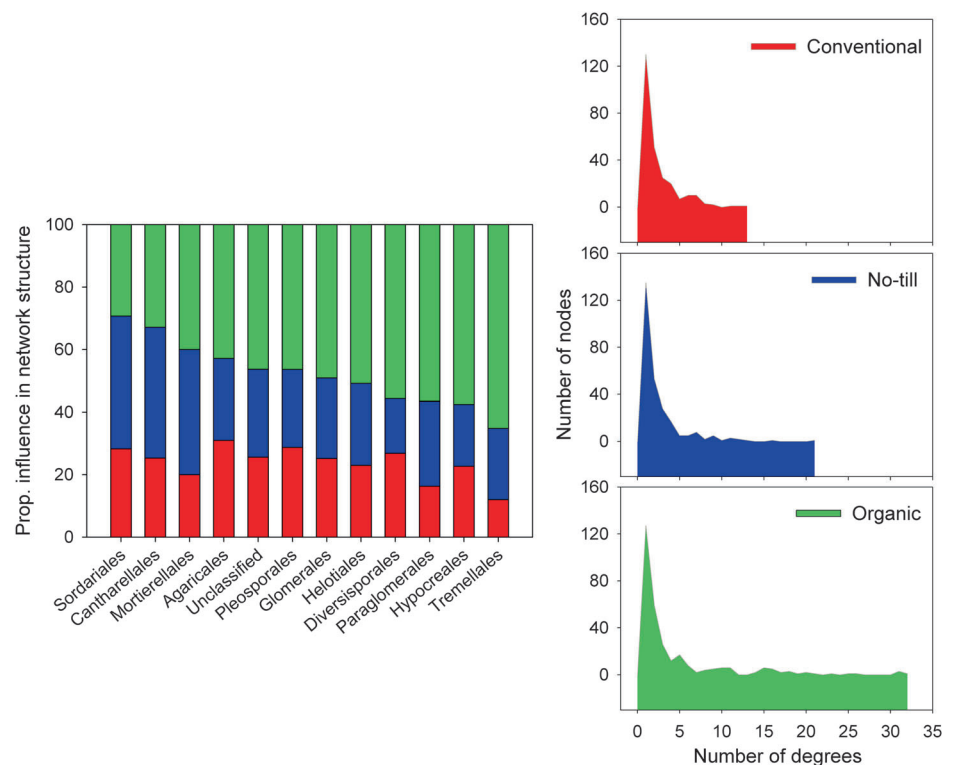 Prop. influence in network structure
100
80
60
40
20
0
Sordariales
Cantharellales
Mortierellales
Agaricales
Unclassified
Pleosporales
Glomerales
Helotiales
Diversisporales
Paraglomerales
Hypocreales
Tremellales
Number of nodes
160
120
80
40
0
Conventional
160
120
80
40
0
No-till
160
120
80
40
0
Organic
0 5 10 15 20 25 30 35
Number of degrees